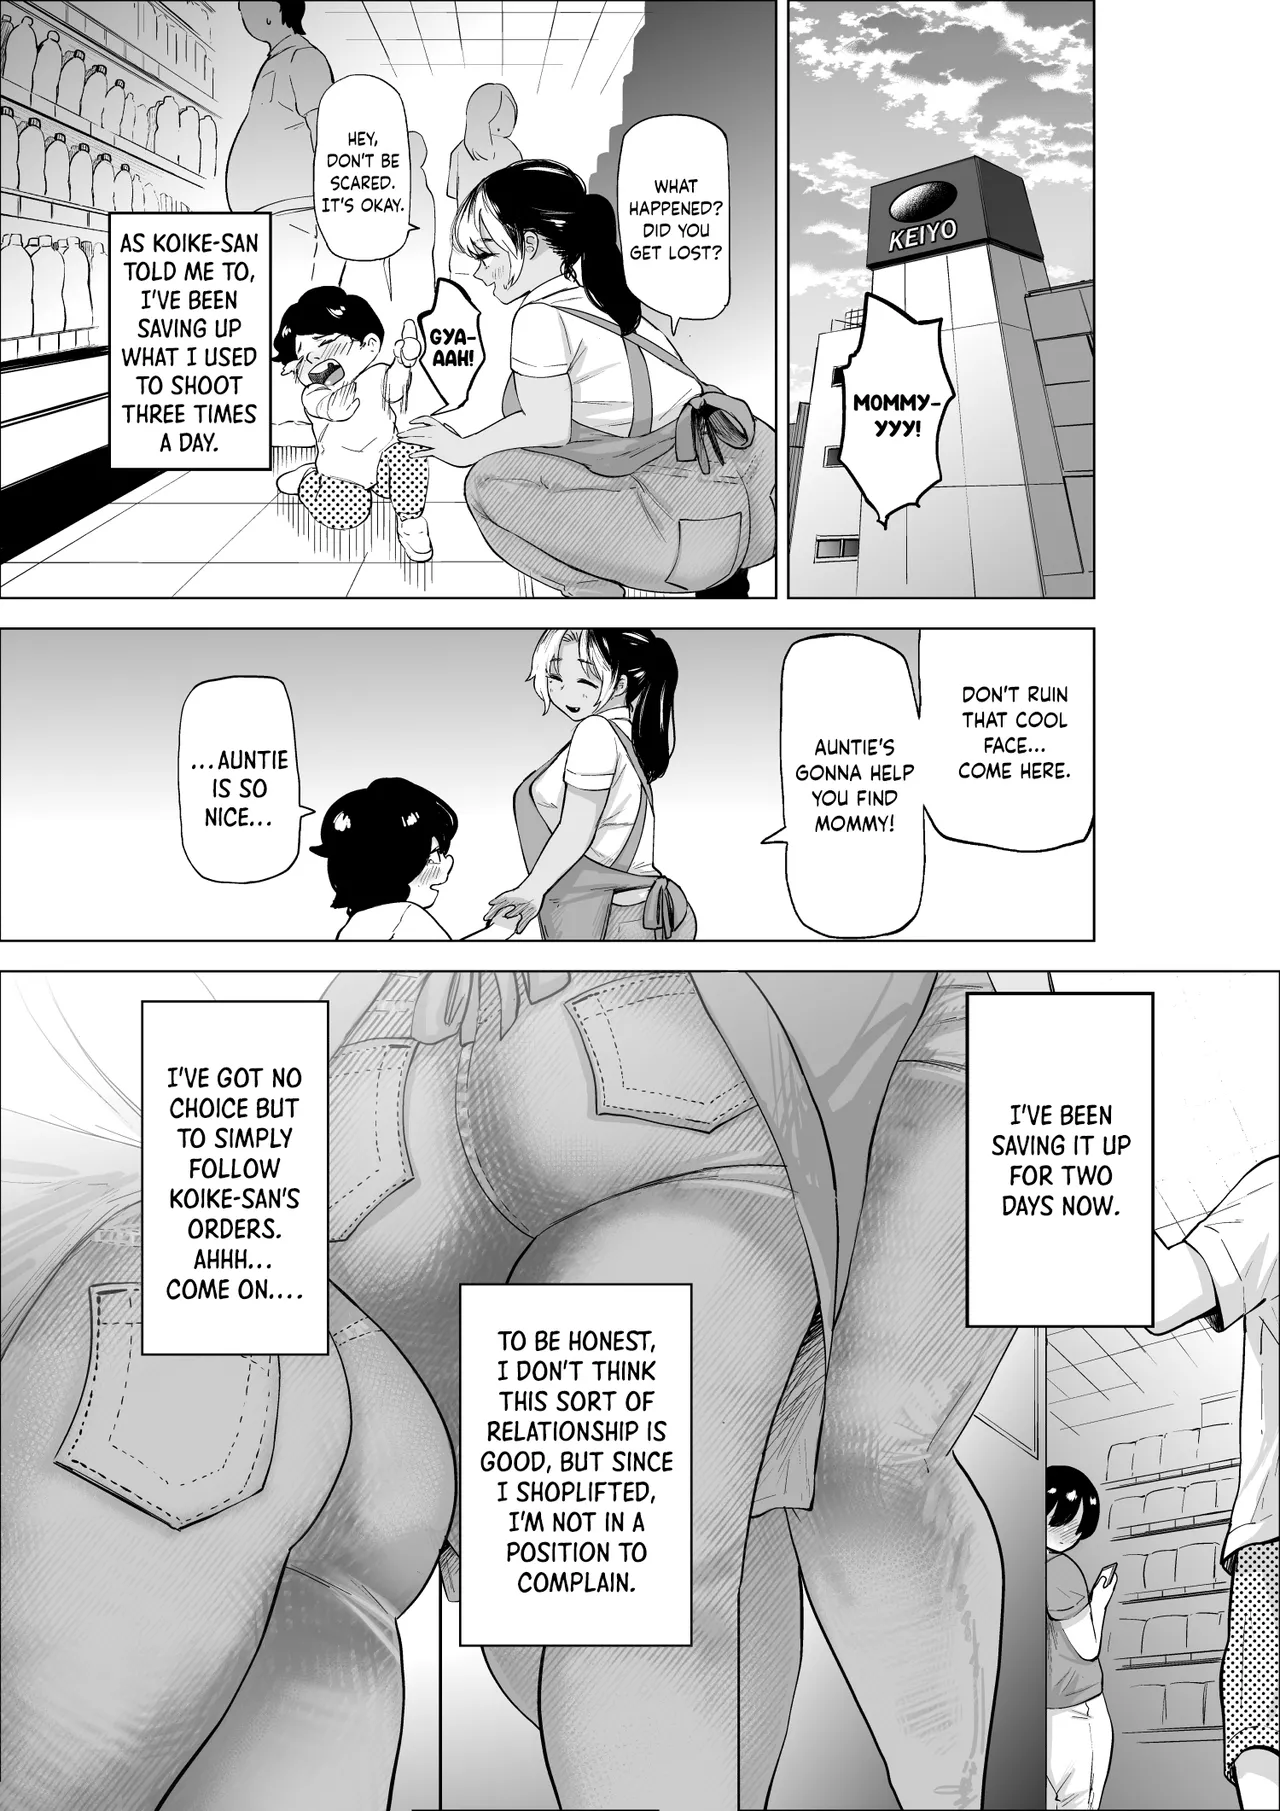 KEIYO
MOMMY-
YYY!
WHAT
HAPPENED?
DID YOU
GET LOST?
GYA-
AAH!
HEY,
DON'T BE
SCARED.
IT'S OKAY.
AS KOIKE-SAN
TOLD ME TO,
I'VE BEEN
SAVING UP
WHAT I USED
TO SHOOT
THREE TIMES
A DAY.
DON'T RUIN
THAT COOL
FACE...
COME HERE.
AUNTIE'S
GONNA HELP
YOU FIND
MOMMY!
...AUNTIE
IS SO
NICE...
I'VE BEEN
SAVING IT UP
FOR TWO
DAYS NOW.
TO BE HONEST,
I DON'T THINK
THIS SORT OF
RELATIONSHIP IS
GOOD, BUT SINCE
I SHOPLIFTED,
I'M NOT IN A
POSITION TO
COMPLAIN.
I'VE GOT NO
CHOICE BUT
TO SIMPLY
FOLLOW
KOIKE-SAN'S
ORDERS.
AHHH...
COME ON....